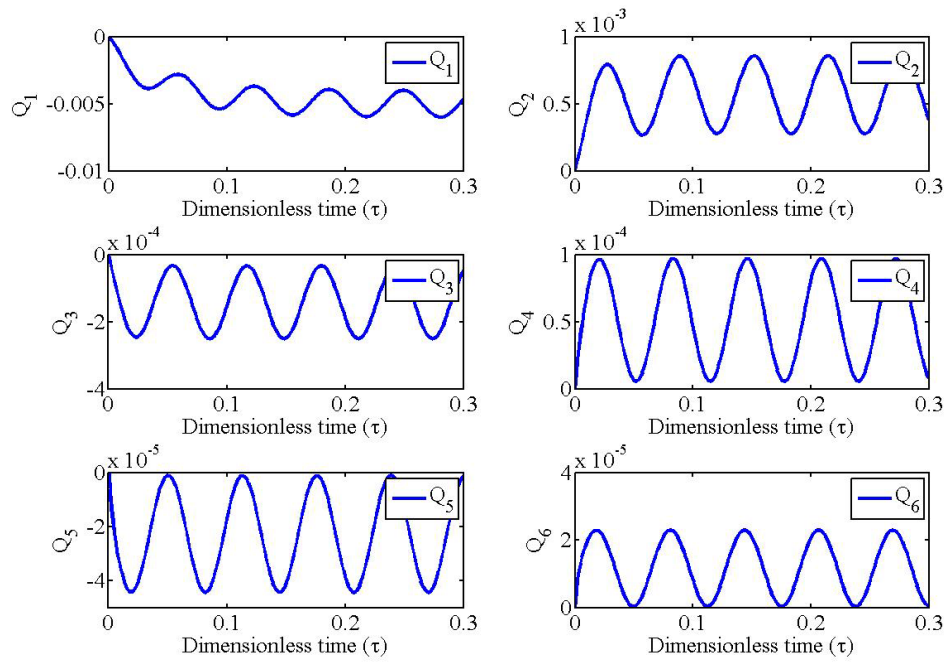 0
Q1
-0.005
-0.01
0 0.1 0.2 0.3
Dimensionless time (τ)
Q1
x 10-3
1
Q2
0.5
0
0 0.1 0.2 0.3
Dimensionless time (τ)
Q2
x 10-4
0
Q3
-2
-4
0 0.1 0.2 0.3
Dimensionless time (τ)
Q3
x 10-4
1
Q4
0.5
0
0 0.1 0.2 0.3
Dimensionless time (τ)
Q4
x 10-5
0
Q5
-2
-4
0 0.1 0.2 0.3
Dimensionless time (τ)
Q5
x 10-5
4
Q6
2
0
0 0.1 0.2 0.3
Dimensionless time (τ)
Q6